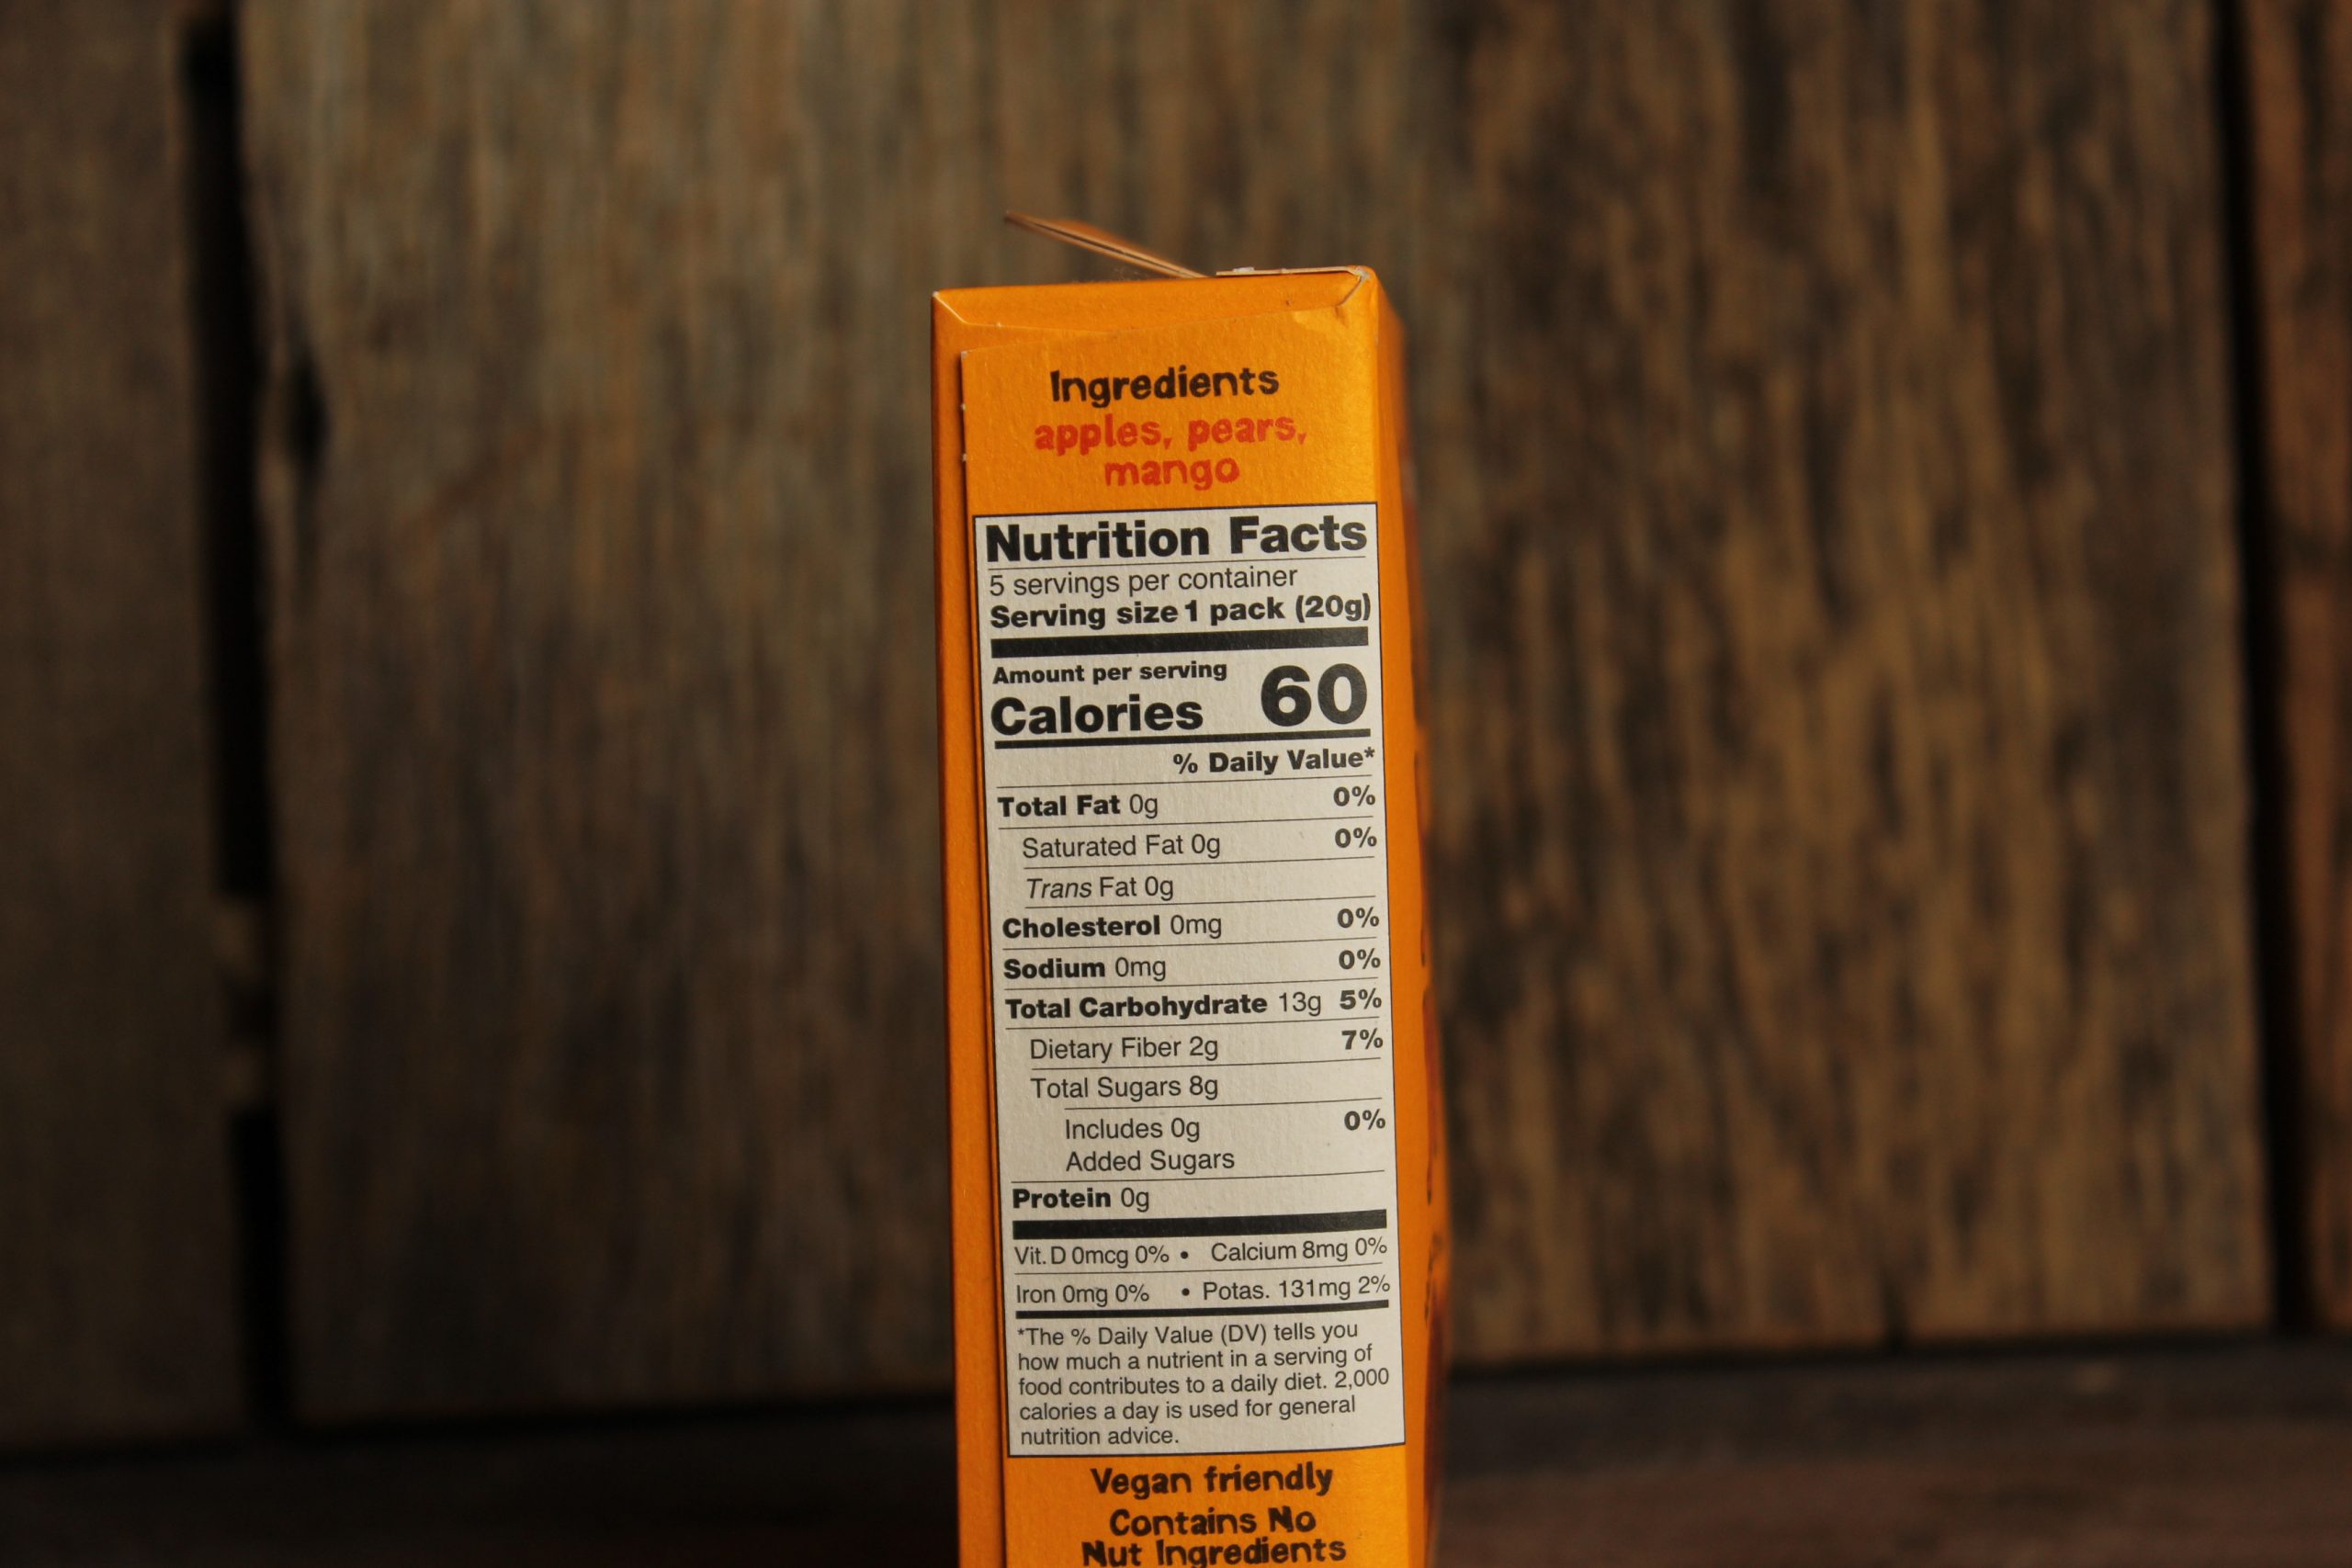 Ingredients
apples, pears,
mango
Nutrition Facts
5 servings per container
Serving size 1 pack (20g)
Amount per serving
Calories 60
% Daily Value*
Total Fat 0g 0%
Saturated Fat 0g 0%
Trans Fat 0g
Cholesterol 0mg 0%
Sodium 0mg 0%
Total Carbohydrate 13g 5%
Dietary Fiber 2g 7%
Total Sugars 8g
Includes 0g 0%
Added Sugars
Protein 0g
Vit. D 0mcg 0% • Calcium 8mg 0%
Iron 0mg 0% • Potas. 131mg 2%
*The % Daily Value (DV) tells you
how much a nutrient in a serving of
food contributes to a daily diet. 2,000
calories a day is used for general
nutrition advice.
Vegan friendly
Contains No
Nut Ingredients